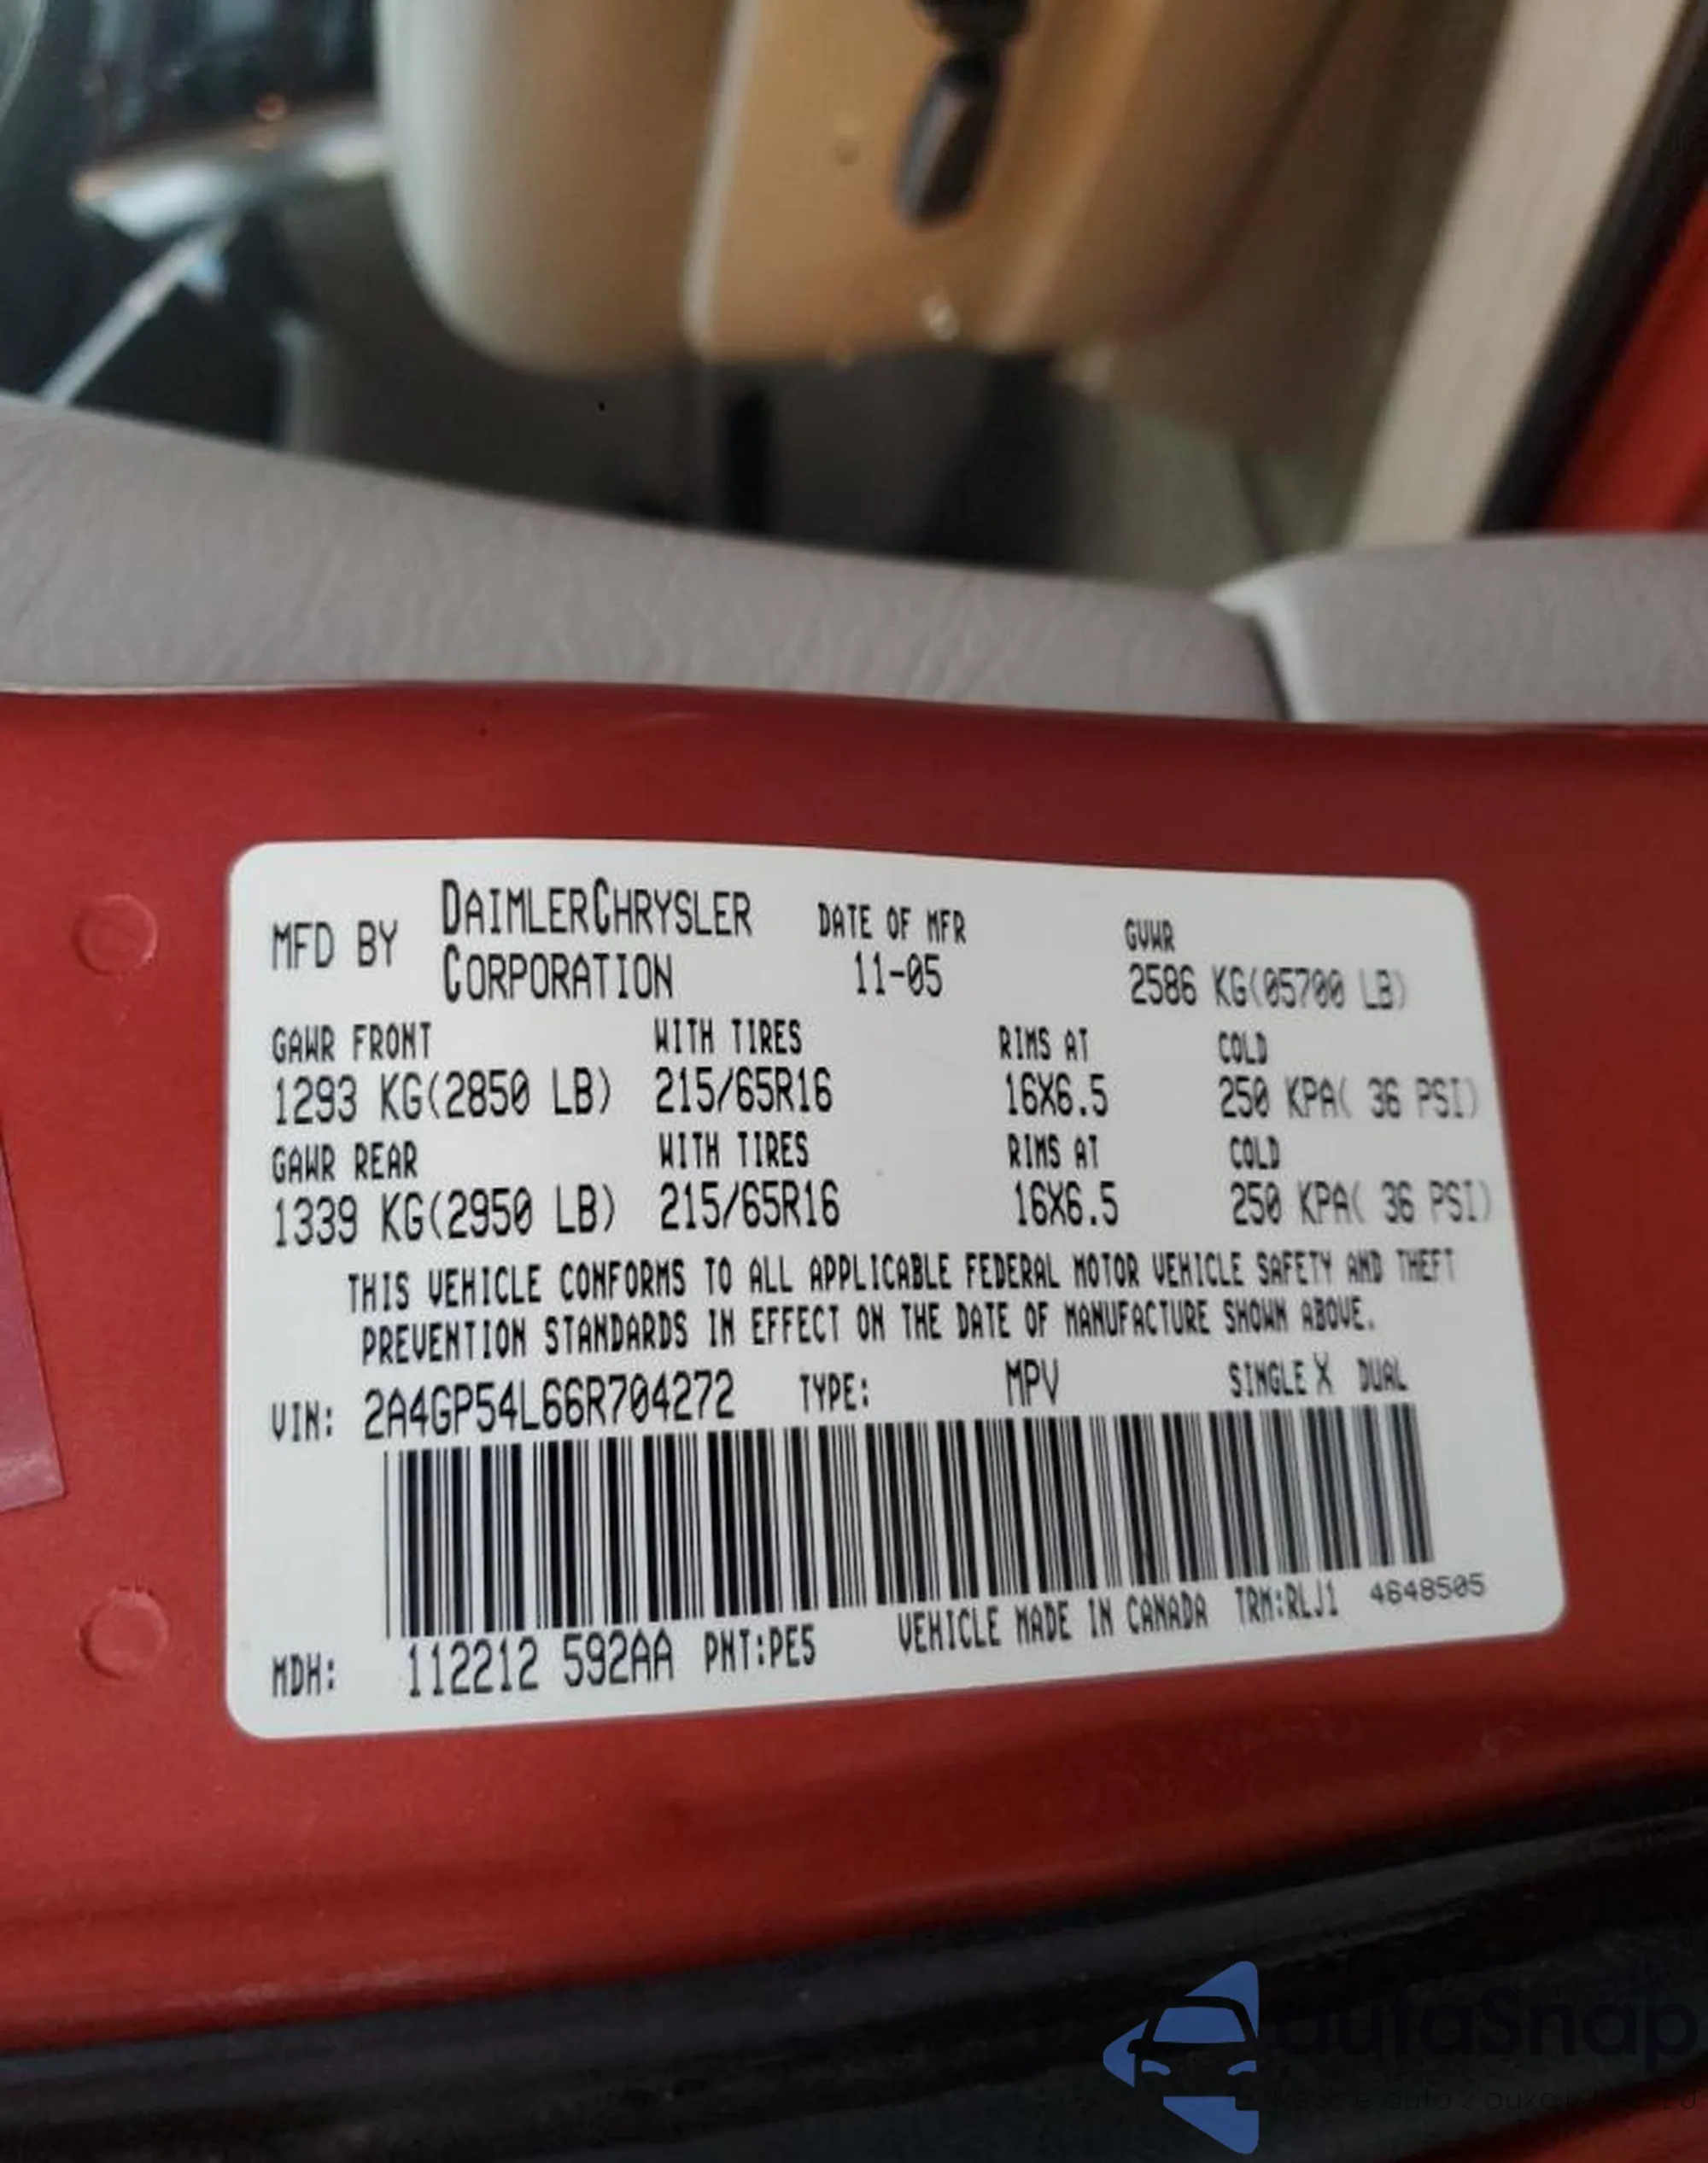 MFD BY DAIMLERCHRYSLER CORPORATION DATE OF MFR 11-05 GVWR 2586 KG(05700 LB)
GAWR FRONT WITH TIRES RIMS AT COLD
1293 KG(2850 LB) 215/65R16 16X6.5 250 KPA( 36 PSI)
GAWR REAR WITH TIRES RIMS AT COLD
1339 KG(2950 LB) 215/65R16 16X6.5 250 KPA( 36 PSI)
THIS VEHICLE CONFORMS TO ALL APPLICABLE FEDERAL MOTOR VEHICLE SAFETY AND THEFT
PREVENTION STANDARDS IN EFFECT ON THE DATE OF MANUFACTURE SHOWN ABOVE.
VIN: 2A4GP54L66R704272 TYPE: MPV SINGLE X DUAL
MDH: 112212 592AA PNT:PE5 VEHICLE MADE IN CANADA TRM:RLJ1 4648505
autaSnap